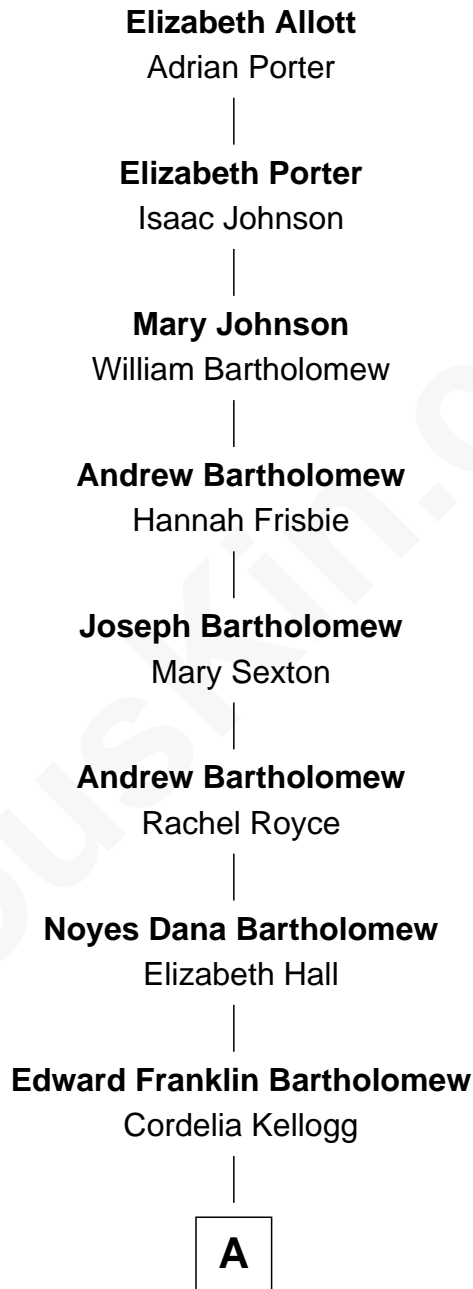 Elizabeth Allott
Adrian Porter
Elizabeth Porter
Isaac Johnson
Mary Johnson
William Bartholomew
Andrew Bartholomew
Hannah Frisbie
Joseph Bartholomew
Mary Sexton
Andrew Bartholomew
Rachel Royce
Noyes Dana Bartholomew
Elizabeth Hall
Edward Franklin Bartholomew
Cordelia Kellogg
A